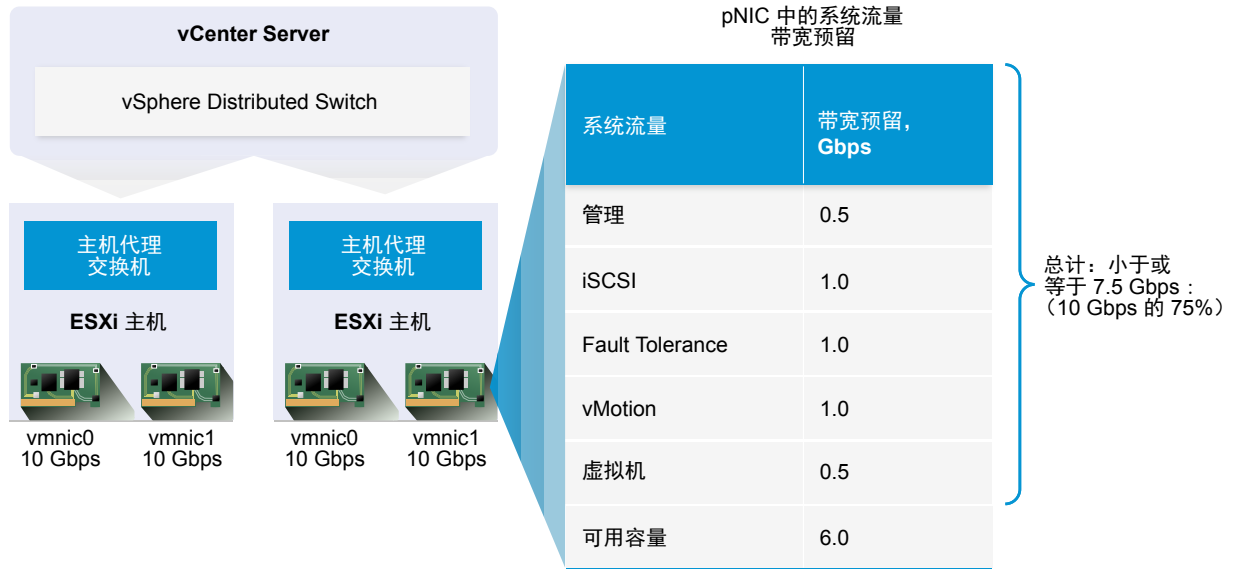 vCenter Server
vSphere Distributed Switch
主机代理
交换机
ESXi 主机
vmnic0
10 Gbps
vmnic1
10 Gbps
主机代理
交换机
ESXi 主机
vmnic0
10 Gbps
vmnic1
10 Gbps
pNIC 中的系统流量
带宽预留
系统流量
带宽预留，
Gbps
管理
0.5
iSCSI
1.0
Fault Tolerance
1.0
vMotion
1.0
虚拟机
0.5
可用容量
6.0
总计：小于或
等于 7.5 Gbps :
（10 Gbps 的 75%）